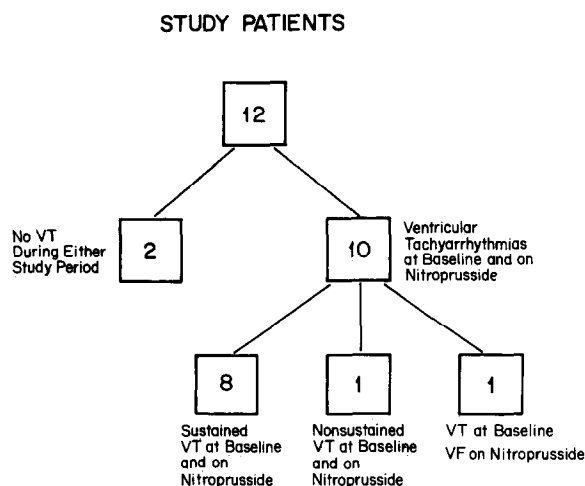 STUDY PATIENTS
12
No VT
During Either
Study Period
2
10
Ventricular
Tachyarrhythmias
at Baseline and on
Nitroprusside
8
1
1
Sustained
VT at Baseline
and on
Nitroprusside
Nonsustained
VT at Baseline
and on
Nitroprusside
VT at Baseline
VF on Nitroprusside